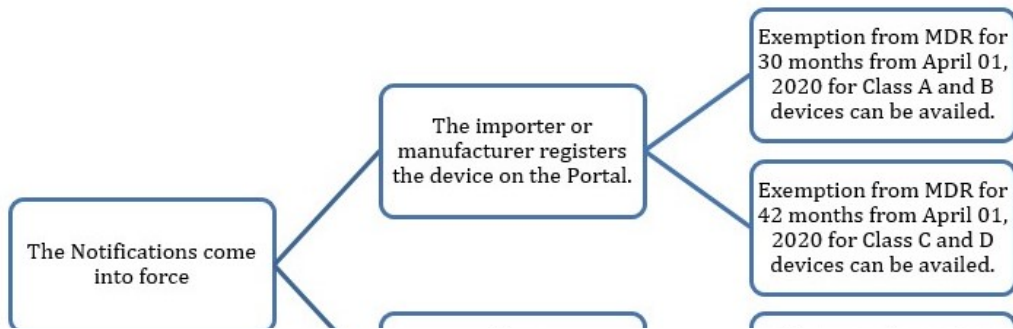 Exemption from MDR for
30 months from April 01,
2020 for Class A and B
devices can be availed.
The importer or
manufacturer registers
the device on the Portal.
Exemption from MDR for
42 months from April 01,
2020 for Class C and D
devices can be availed.
The Notifications come
into force